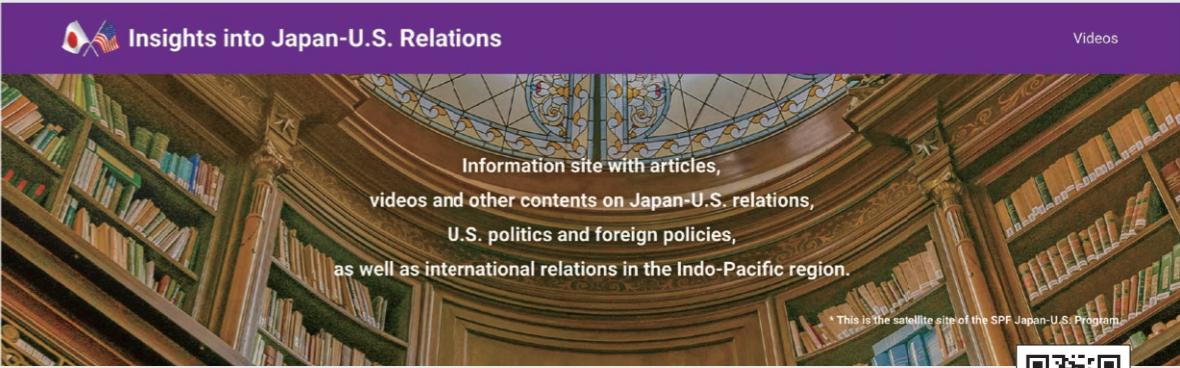 Insights into Japan-U.S. Relations
Videos
Information site with articles,
videos and other contents on Japan-U.S. relations,
U.S. politics and foreign policies,
as well as international relations in the Indo-Pacific region.
* This is the satellite site of the SPF Japan-U.S. Program.